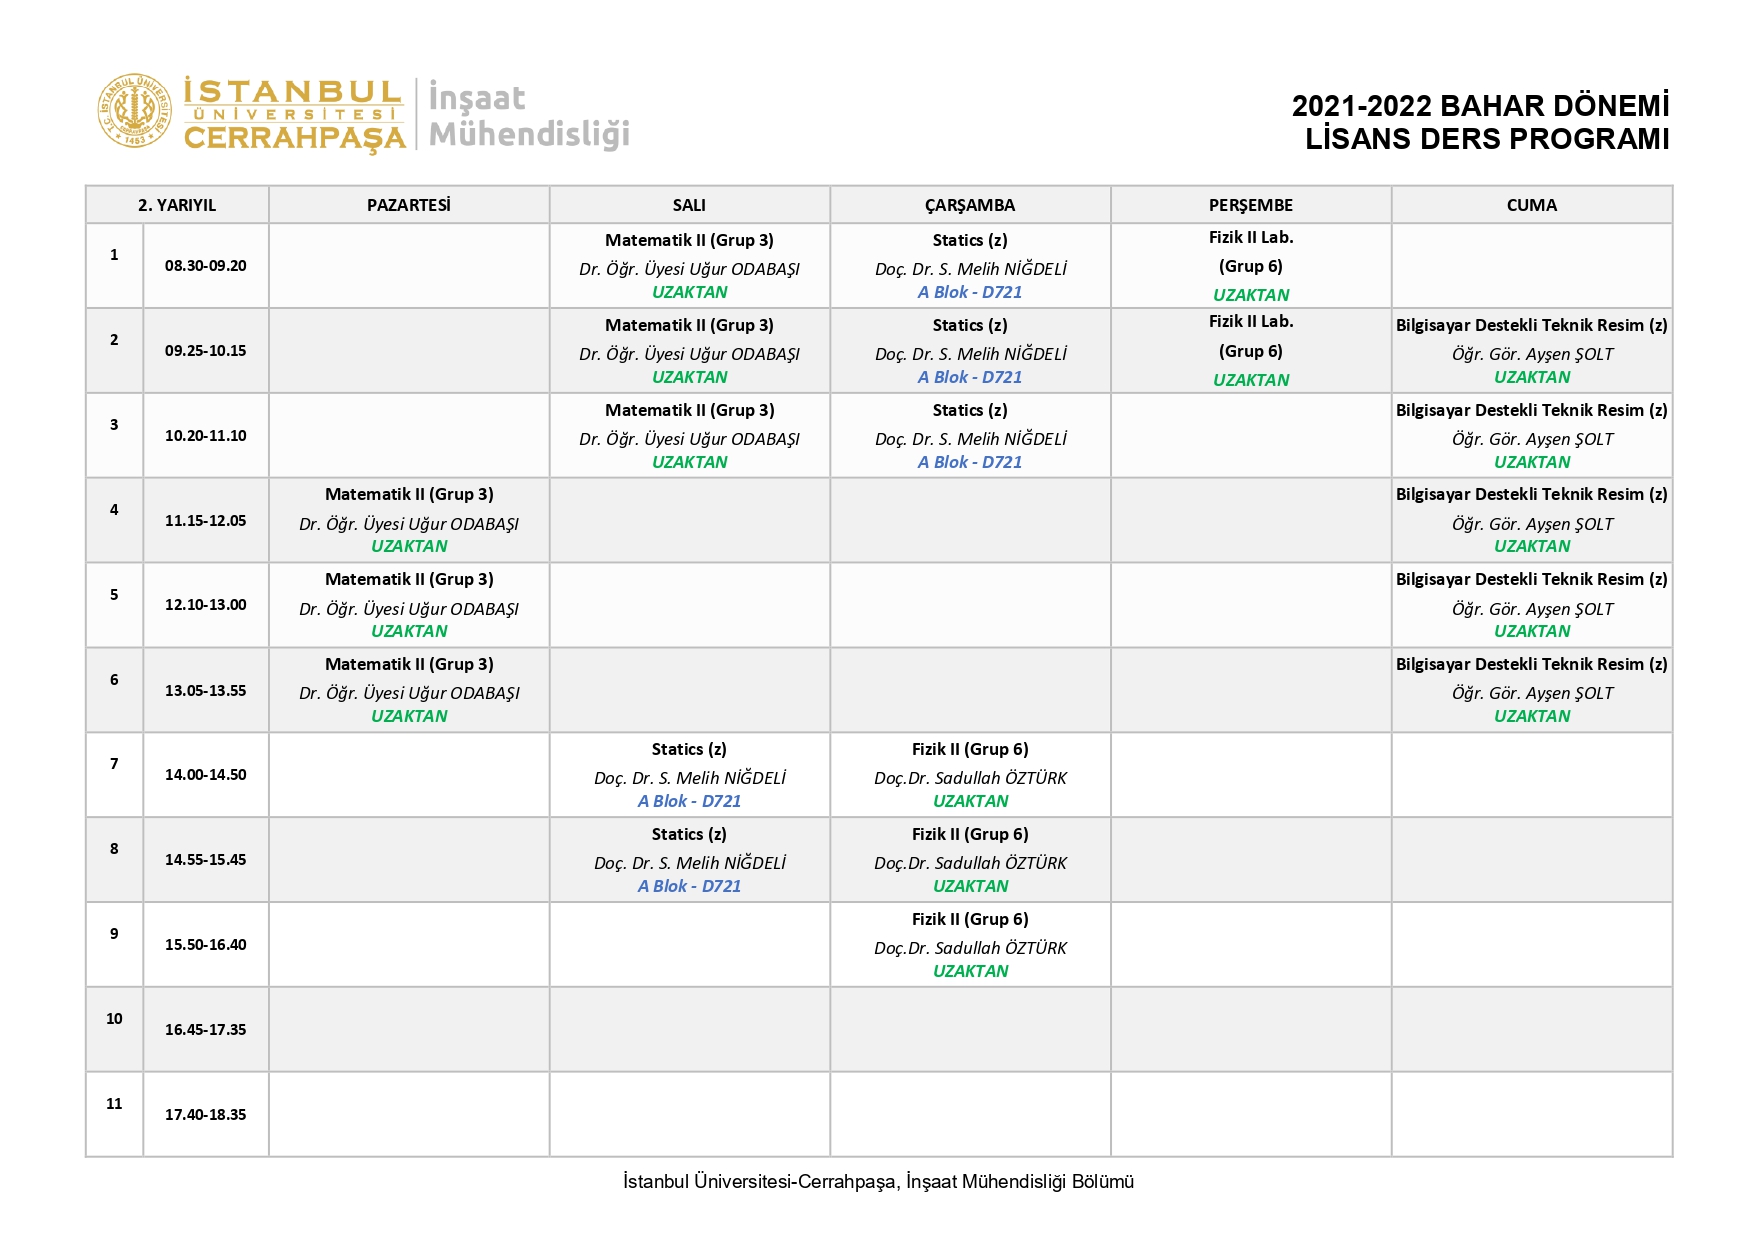 T.C. İSTANBUL ÜNİVERSİTESİ
CERRAHPAŞA
★ 1453 ★
İSTANBUL
ÜNİVERSİTESİ
CERRAHPAŞA
İnşaat
Mühendisliği
2021-2022 BAHAR DÖNEMİ
LİSANS DERS PROGRAMI
2. YARIYIL PAZARTESİ SALI ÇARŞAMBA PERŞEMBE CUMA
1
08.30-09.20
Matematik II (Grup 3)
Dr. Öğr. Üyesi Uğur ODABAŞI
UZAKTAN
Statics (z)
Doç. Dr. S. Melih NİĞDELİ
A Blok - D721
Fizik II Lab.
(Grup 6)
UZAKTAN
2
09.25-10.15
Matematik II (Grup 3)
Dr. Öğr. Üyesi Uğur ODABAŞI
UZAKTAN
Statics (z)
Doç. Dr. S. Melih NİĞDELİ
A Blok - D721
Fizik II Lab.
(Grup 6)
UZAKTAN
Bilgisayar Destekli Teknik Resim (z)
Öğr. Gör. Ayşen ŞOLT
UZAKTAN
3
10.20-11.10
Matematik II (Grup 3)
Dr. Öğr. Üyesi Uğur ODABAŞI
UZAKTAN
Statics (z)
Doç. Dr. S. Melih NİĞDELİ
A Blok - D721
Bilgisayar Destekli Teknik Resim (z)
Öğr. Gör. Ayşen ŞOLT
UZAKTAN
4
11.15-12.05
Matematik II (Grup 3)
Dr. Öğr. Üyesi Uğur ODABAŞI
UZAKTAN
Bilgisayar Destekli Teknik Resim (z)
Öğr. Gör. Ayşen ŞOLT
UZAKTAN
5
12.10-13.00
Matematik II (Grup 3)
Dr. Öğr. Üyesi Uğur ODABAŞI
UZAKTAN
Bilgisayar Destekli Teknik Resim (z)
Öğr. Gör. Ayşen ŞOLT
UZAKTAN
6
13.05-13.55
Matematik II (Grup 3)
Dr. Öğr. Üyesi Uğur ODABAŞI
UZAKTAN
Bilgisayar Destekli Teknik Resim (z)
Öğr. Gör. Ayşen ŞOLT
UZAKTAN
7
14.00-14.50
Statics (z)
Doç. Dr. S. Melih NİĞDELİ
A Blok - D721
Fizik II (Grup 6)
Doç.Dr. Sadullah ÖZTÜRK
UZAKTAN
8
14.55-15.45
Statics (z)
Doç. Dr. S. Melih NİĞDELİ
A Blok - D721
Fizik II (Grup 6)
Doç.Dr. Sadullah ÖZTÜRK
UZAKTAN
9
15.50-16.40
Fizik II (Grup 6)
Doç.Dr. Sadullah ÖZTÜRK
UZAKTAN
10
16.45-17.35
11
17.40-18.35
İstanbul Üniversitesi-Cerrahpaşa, İnşaat Mühendisliği Bölümü